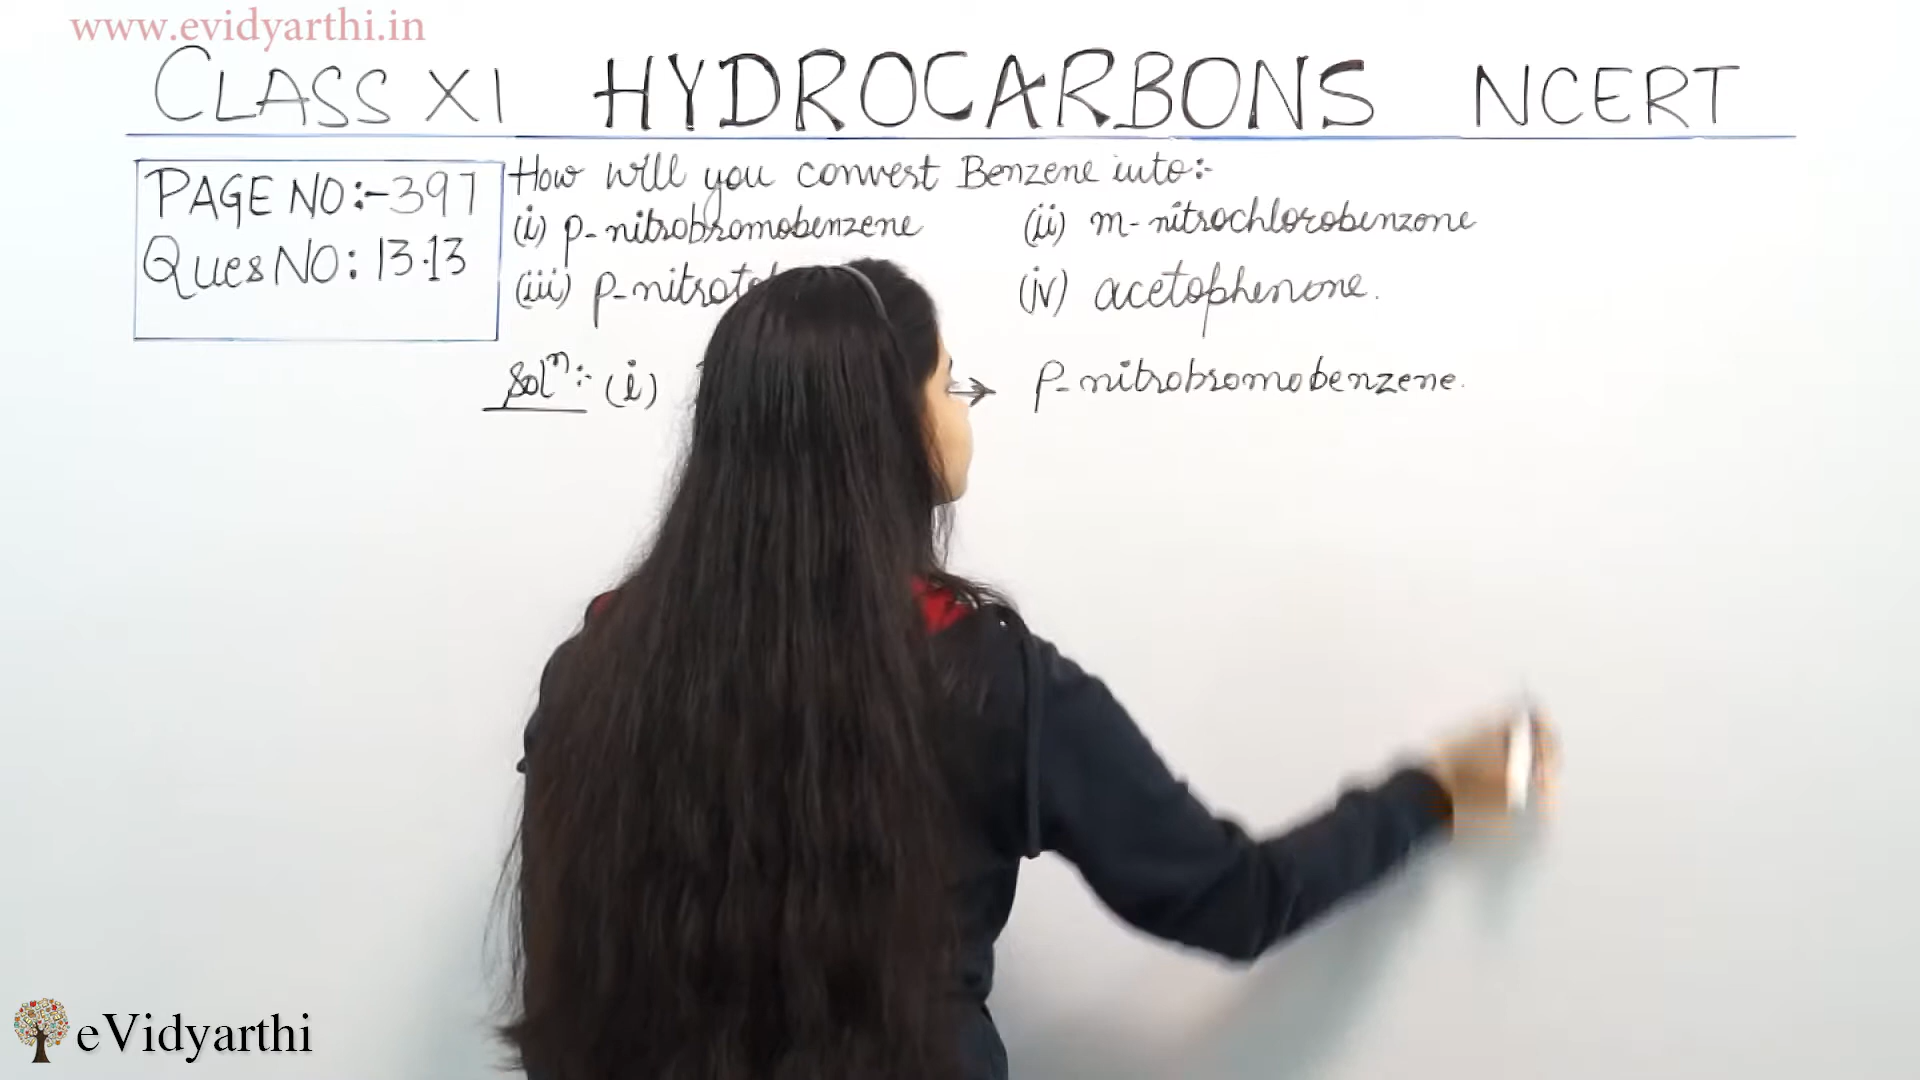 www.evidyarthi.in
CLASS XI HYDROCARBONS NCERT
PAGE NO:-397
Ques NO: 13.13
How will you convert Benzene into:-
(i) p-nitrobromobenzene (ii) m-nitrochlorobenzene
(iii) (iv) acetophenone.
Solⁿ:- (i) → p-nitrobromobenzene.
eVidyarthi